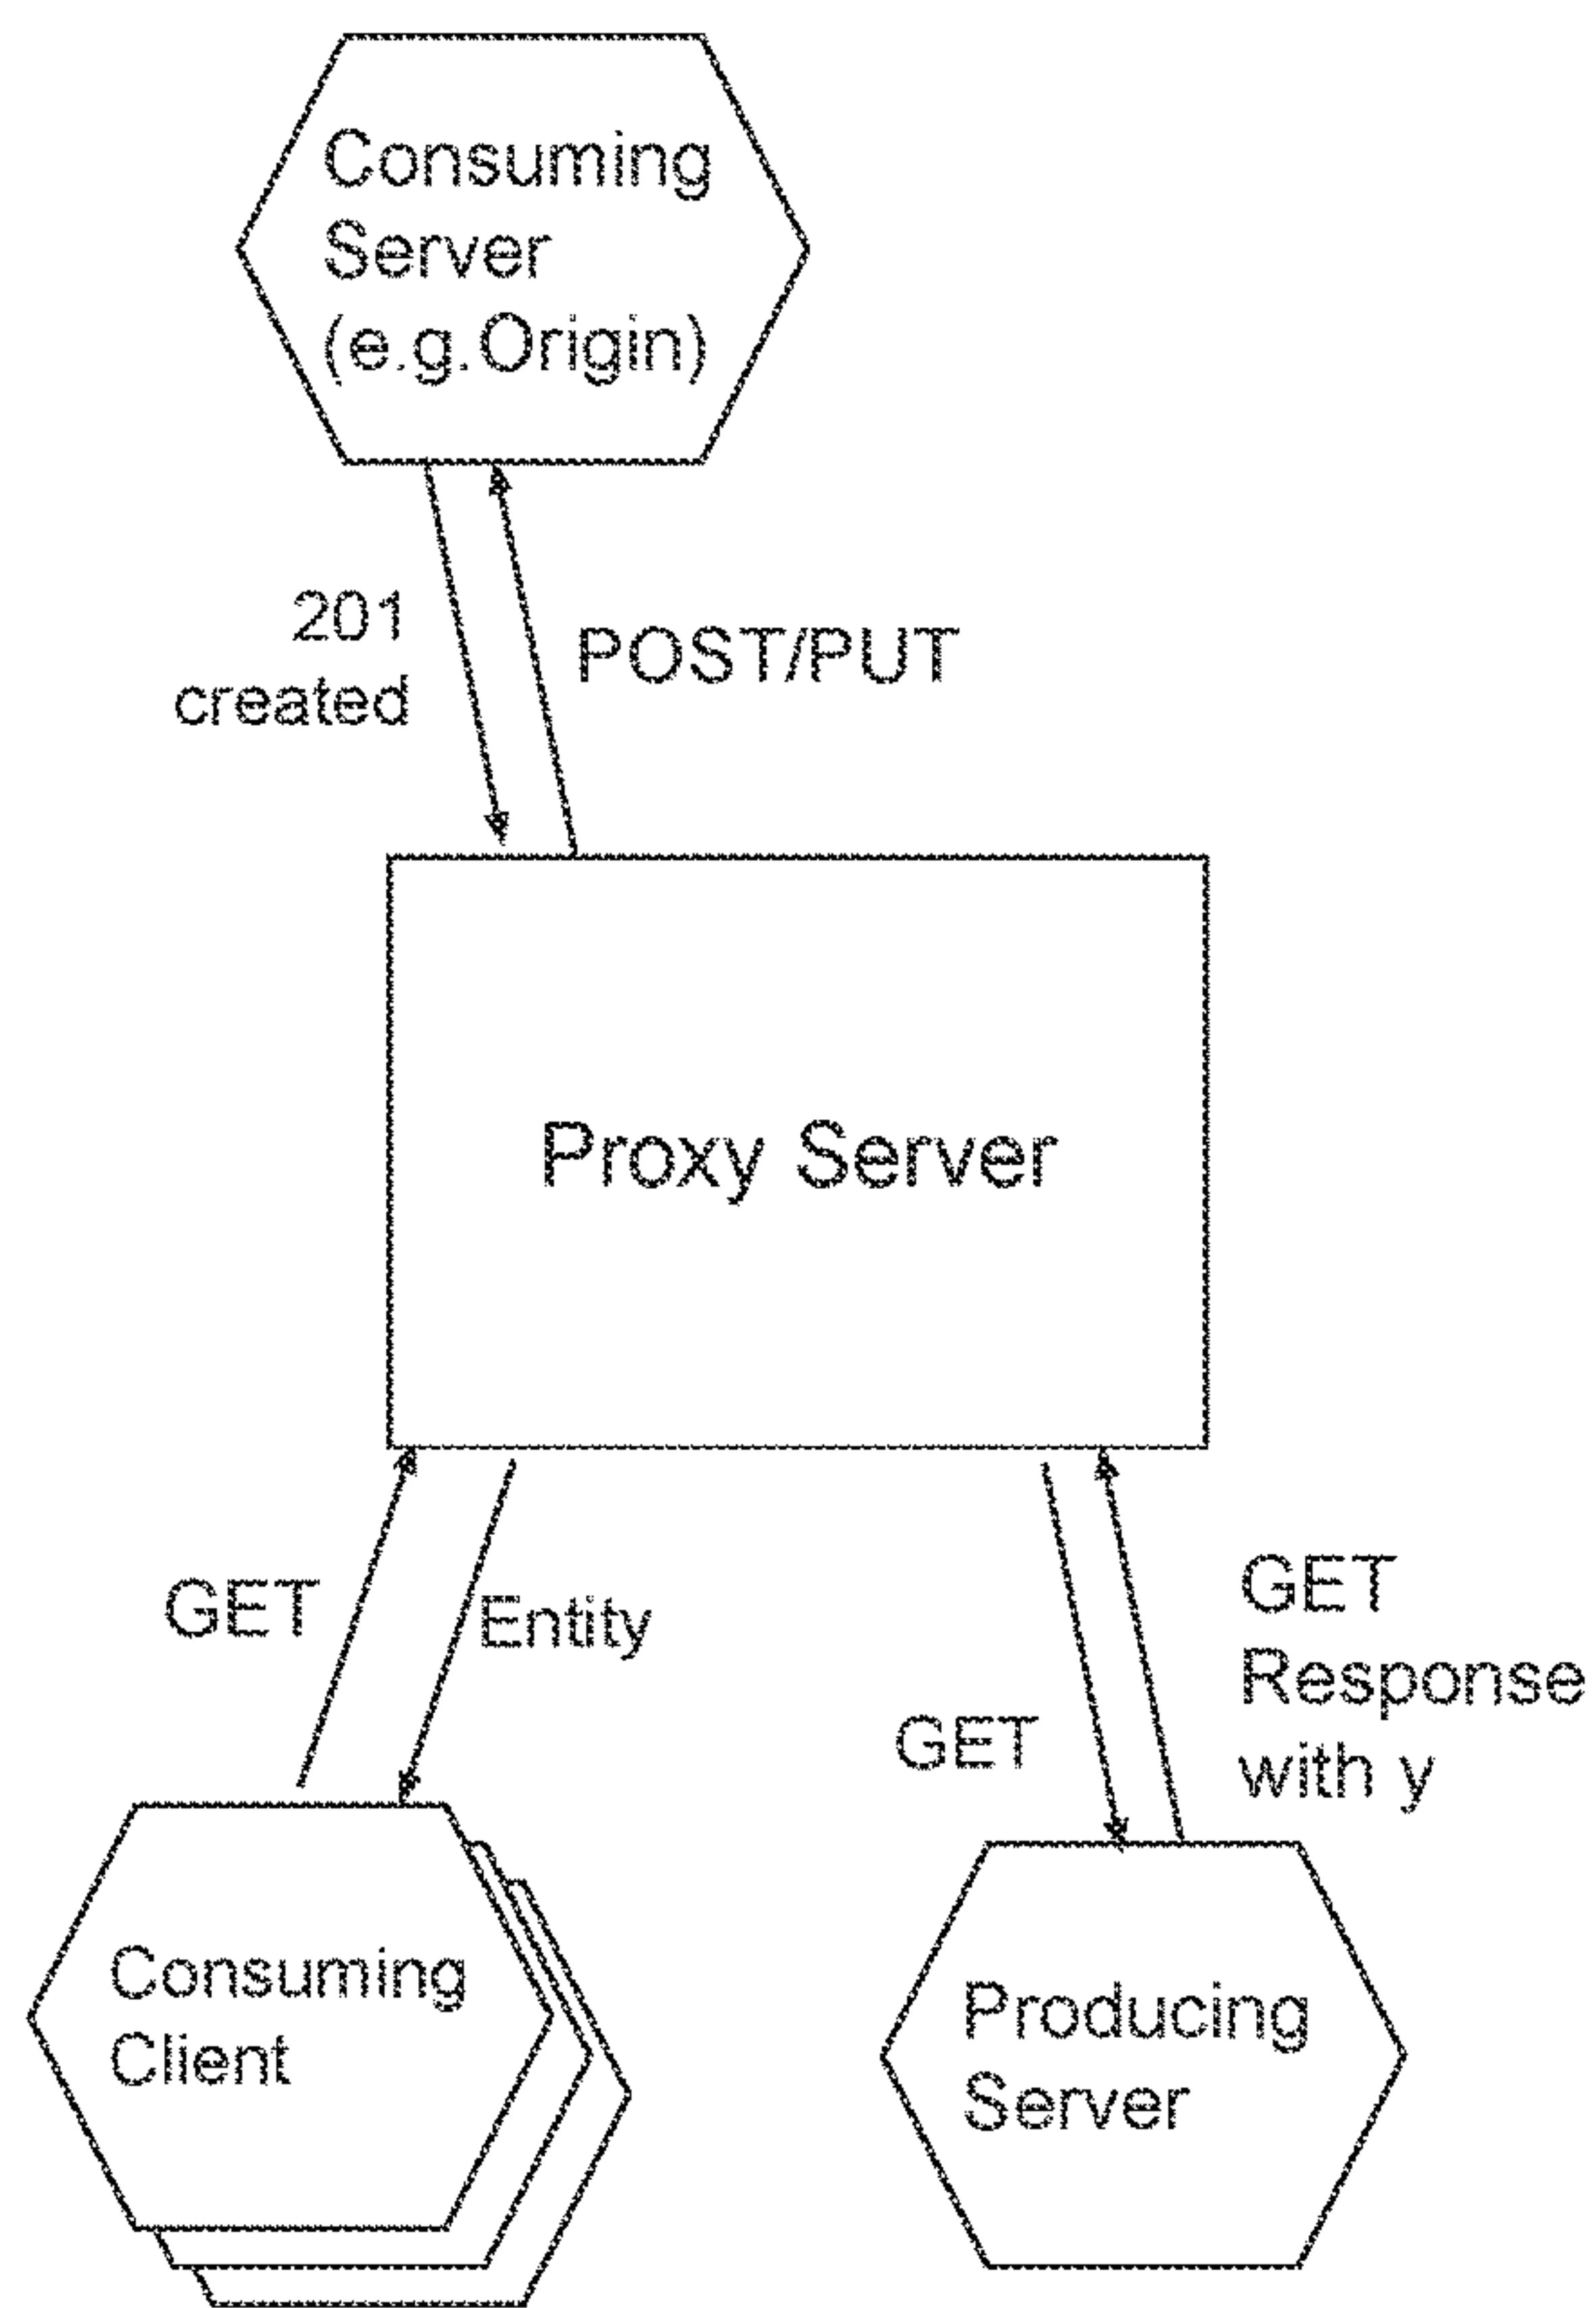 Consuming
Server
(e.g.Origin)
201
created
POST/PUT
Proxy Server
GET
Entity
GET
GET
Response
with y
Consuming
Client
Producing
Server